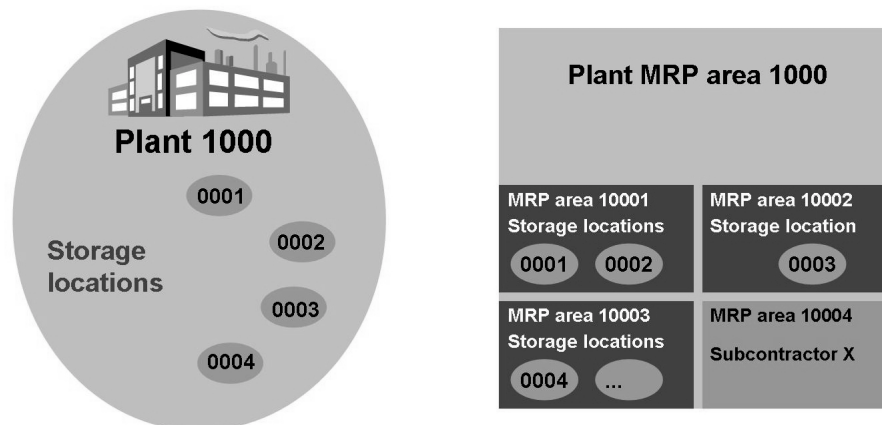 Plant 1000
0001
0002
Storage
locations
0003
0004
Plant MRP area 1000
MRP area 10001
Storage locations
0001 0002
MRP area 10002
Storage location
0003
MRP area 10003
Storage locations
0004 ...
MRP area 10004
Subcontractor X